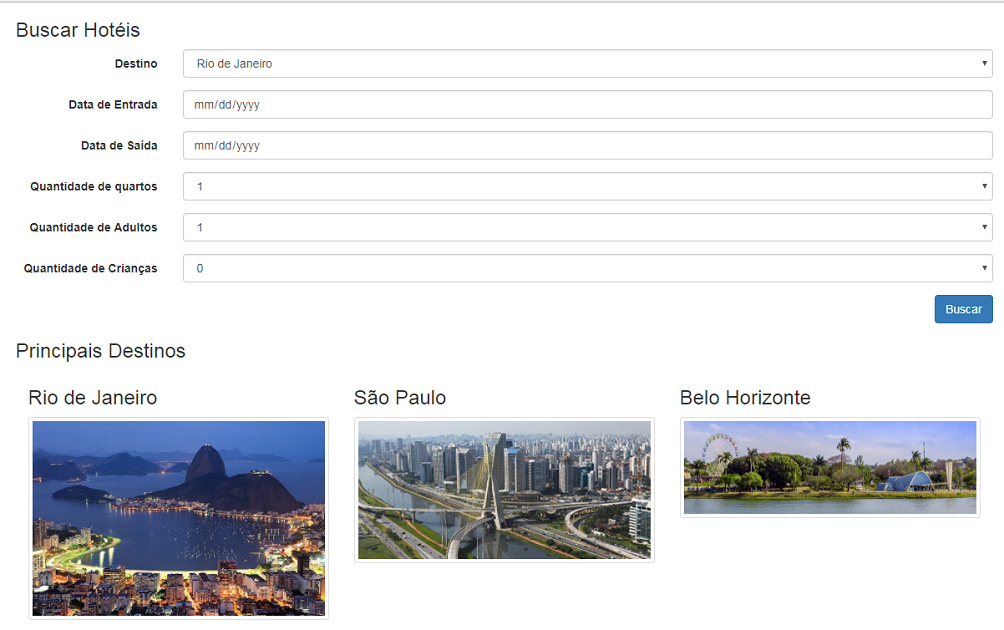 Buscar Hotéis
Destino Rio de Janeiro
Data de Entrada mm/dd/yyyy
Data de Saída mm/dd/yyyy
Quantidade de quartos 1
Quantidade de Adultos 1
Quantidade de Crianças 0
Buscar
Principais Destinos
Rio de Janeiro São Paulo Belo Horizonte